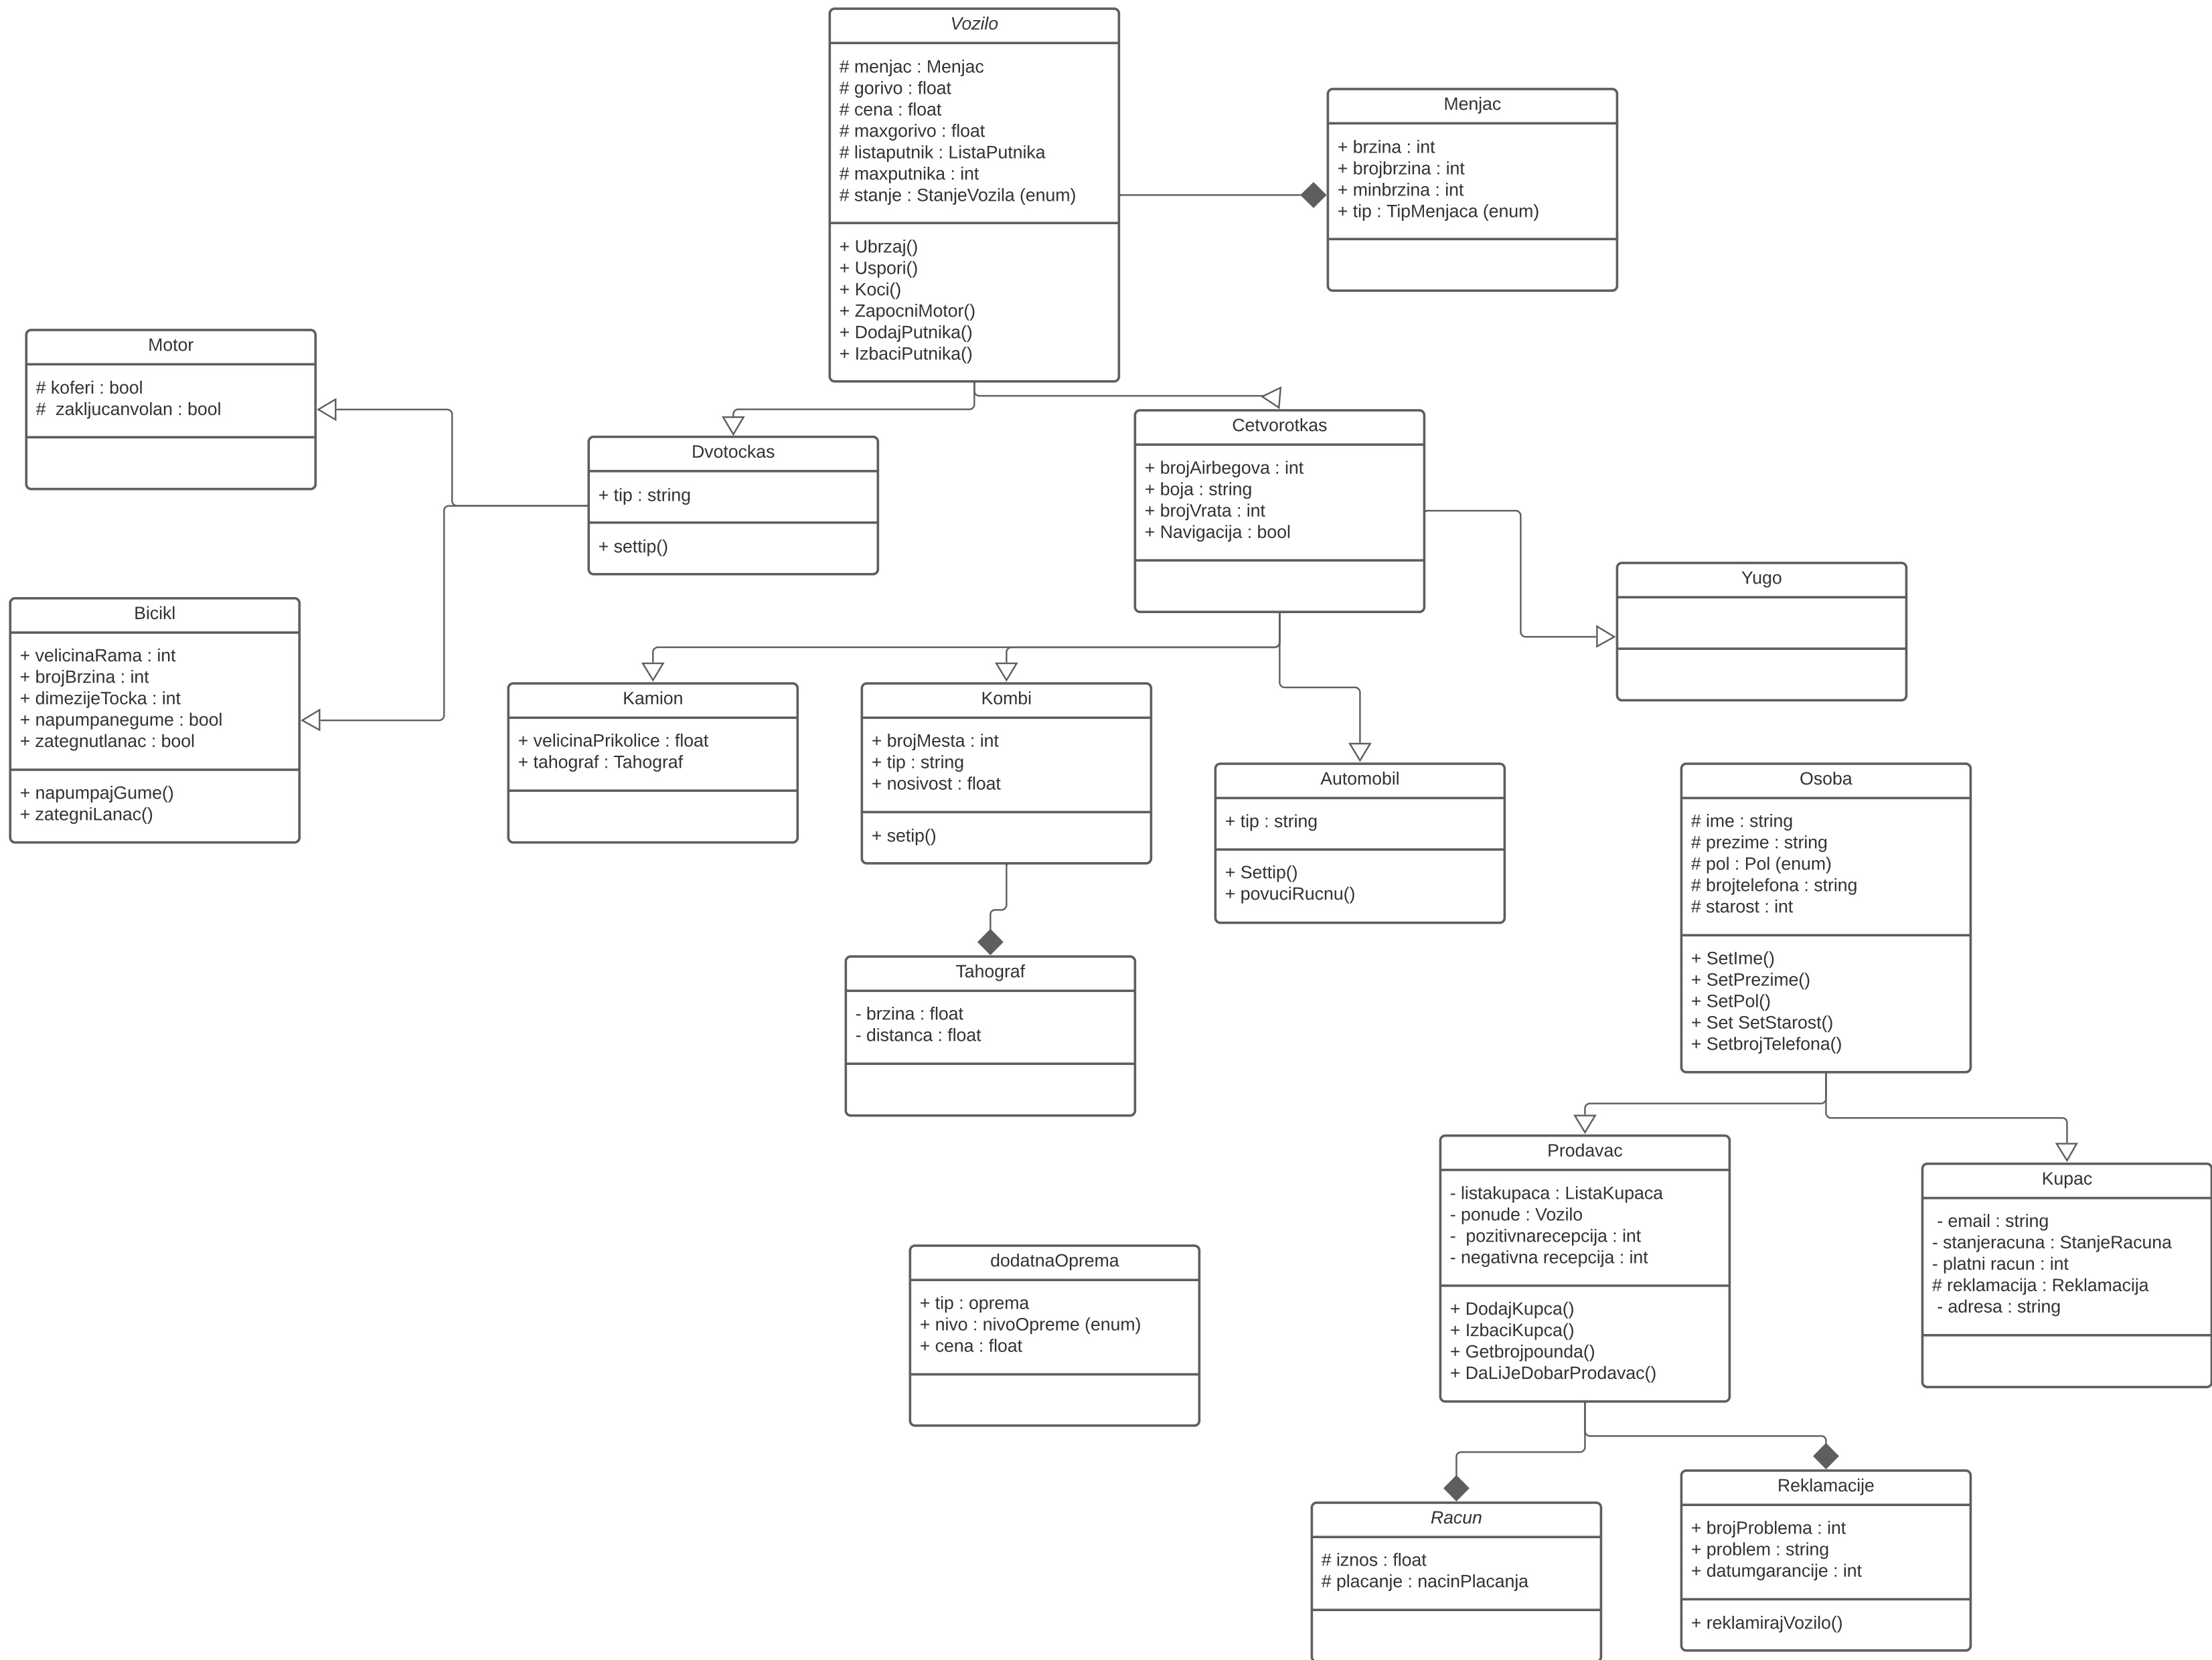 Vozilo
# menjac : Menjac
# gorivo : float
# cena : float
# maxgorivo : float
# listaputnik : ListaPutnika
# maxputnika : int
# stanje : StanjeVozila (enum)
+ Ubrzaj()
+ Uspori()
+ Koci()
+ ZapocniMotor()
+ DodajPutnika()
+ IzbaciPutnika()
Menjac
+ brzina : int
+ brojbrzina : int
+ minbrzina : int
+ tip : TipMenjaca (enum)
Motor
# koferi : bool
#  zakljucanvolan : bool
Dvotockas
+ tip : string
+ settip()
Cetvorotkas
+ brojAirbegova : int
+ boja : string
+ brojVrata : int
+ Navigacija : bool
Yugo
Bicikl
+ velicinaRama : int
+ brojBrzina : int
+ dimezijeTocka : int
+ napumpanegume : bool
+ zategnutlanac : bool
+ napumpajGume()
+ zategniLanac()
Kamion
+ velicinaPrikolice : float
+ tahograf : Tahograf
Kombi
+ brojMesta : int
+ tip : string
+ nosivost : float
+ setip()
Automobil
+ tip : string
+ Settip()
+ povuciRucnu()
Osoba
# ime : string
# prezime : string
# pol : Pol (enum)
# brojtelefona : string
# starost : int
+ SetIme()
+ SetPrezime()
+ SetPol()
+ Set SetStarost()
+ SetbrojTelefona()
Tahograf
- brzina : float
- distanca : float
Prodavac
- listakupaca : ListaKupaca
- ponude : Vozilo
-  pozitivnarecepcija : int
- negativna recepcija : int
+ DodajKupca()
+ IzbaciKupca()
+ Getbrojpounda()
+ DaLiJeDobarProdavac()
Kupac
- email : string
- stanjeracuna : StanjeRacuna
- platni racun : int
# reklamacija : Reklamacija
- adresa : string
dodatnaOprema
+ tip : oprema
+ nivo : nivoOpreme (enum)
+ cena : float
Racun
# iznos : float
# placanje : nacinPlacanja
Reklamacije
+ brojProblema : int
+ problem : string
+ datumgarancije : int
+ reklamirajVozilo()